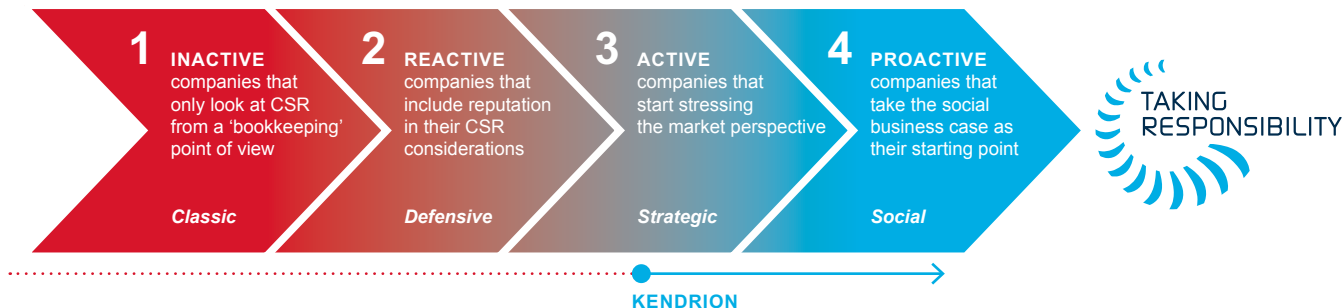 1
INACTIVE
companies that
only look at CSR
from a ‘bookkeeping’
point of view
Classic
2
REACTIVE
companies that
include reputation
in their CSR
considerations
Defensive
3
ACTIVE
companies that
start stressing
the market perspective
Strategic
4
PROACTIVE
companies that
take the social
business case as
their starting point
Social
TAKING
RESPONSIBILITY
KENDRION